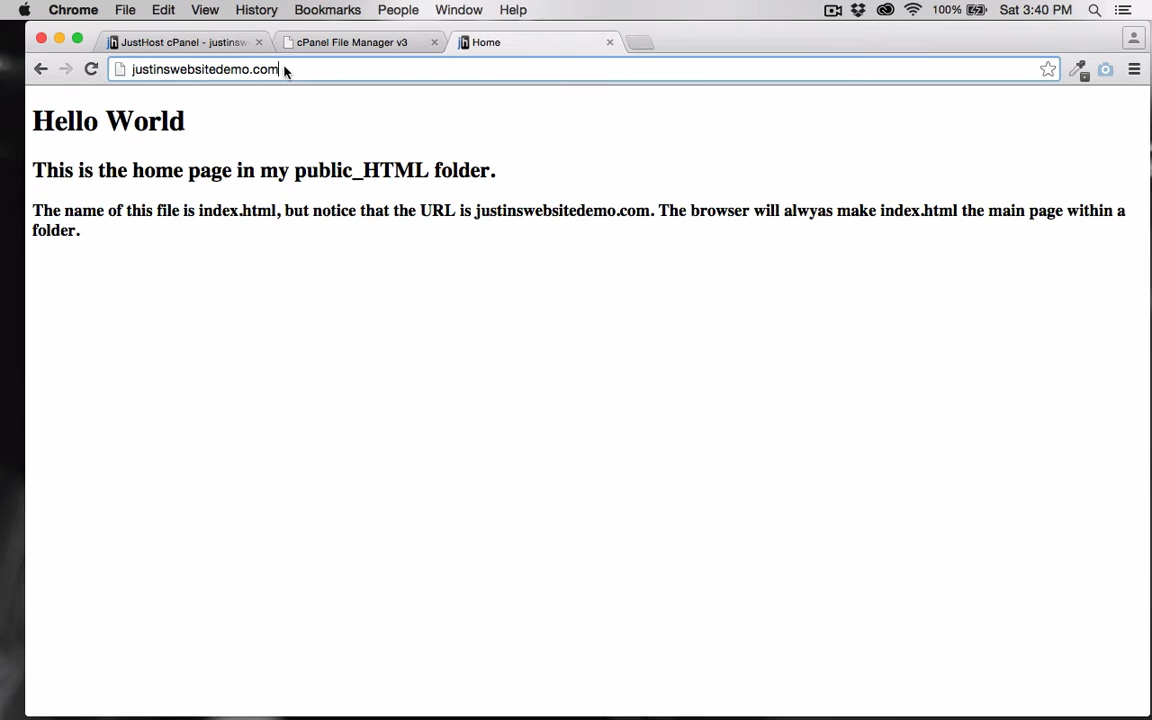 Chrome File Edit View History Bookmarks People Window Help 100% Sat 3:40 PM
JustHost cPanel - justinsw cPanel File Manager v3 Home
justinswebsitedemo.com
Hello World
This is the home page in my public_HTML folder.
The name of this file is index.html, but notice that the URL is justinswebsitedemo.com. The browser will alwyas make index.html the main page within a
folder.